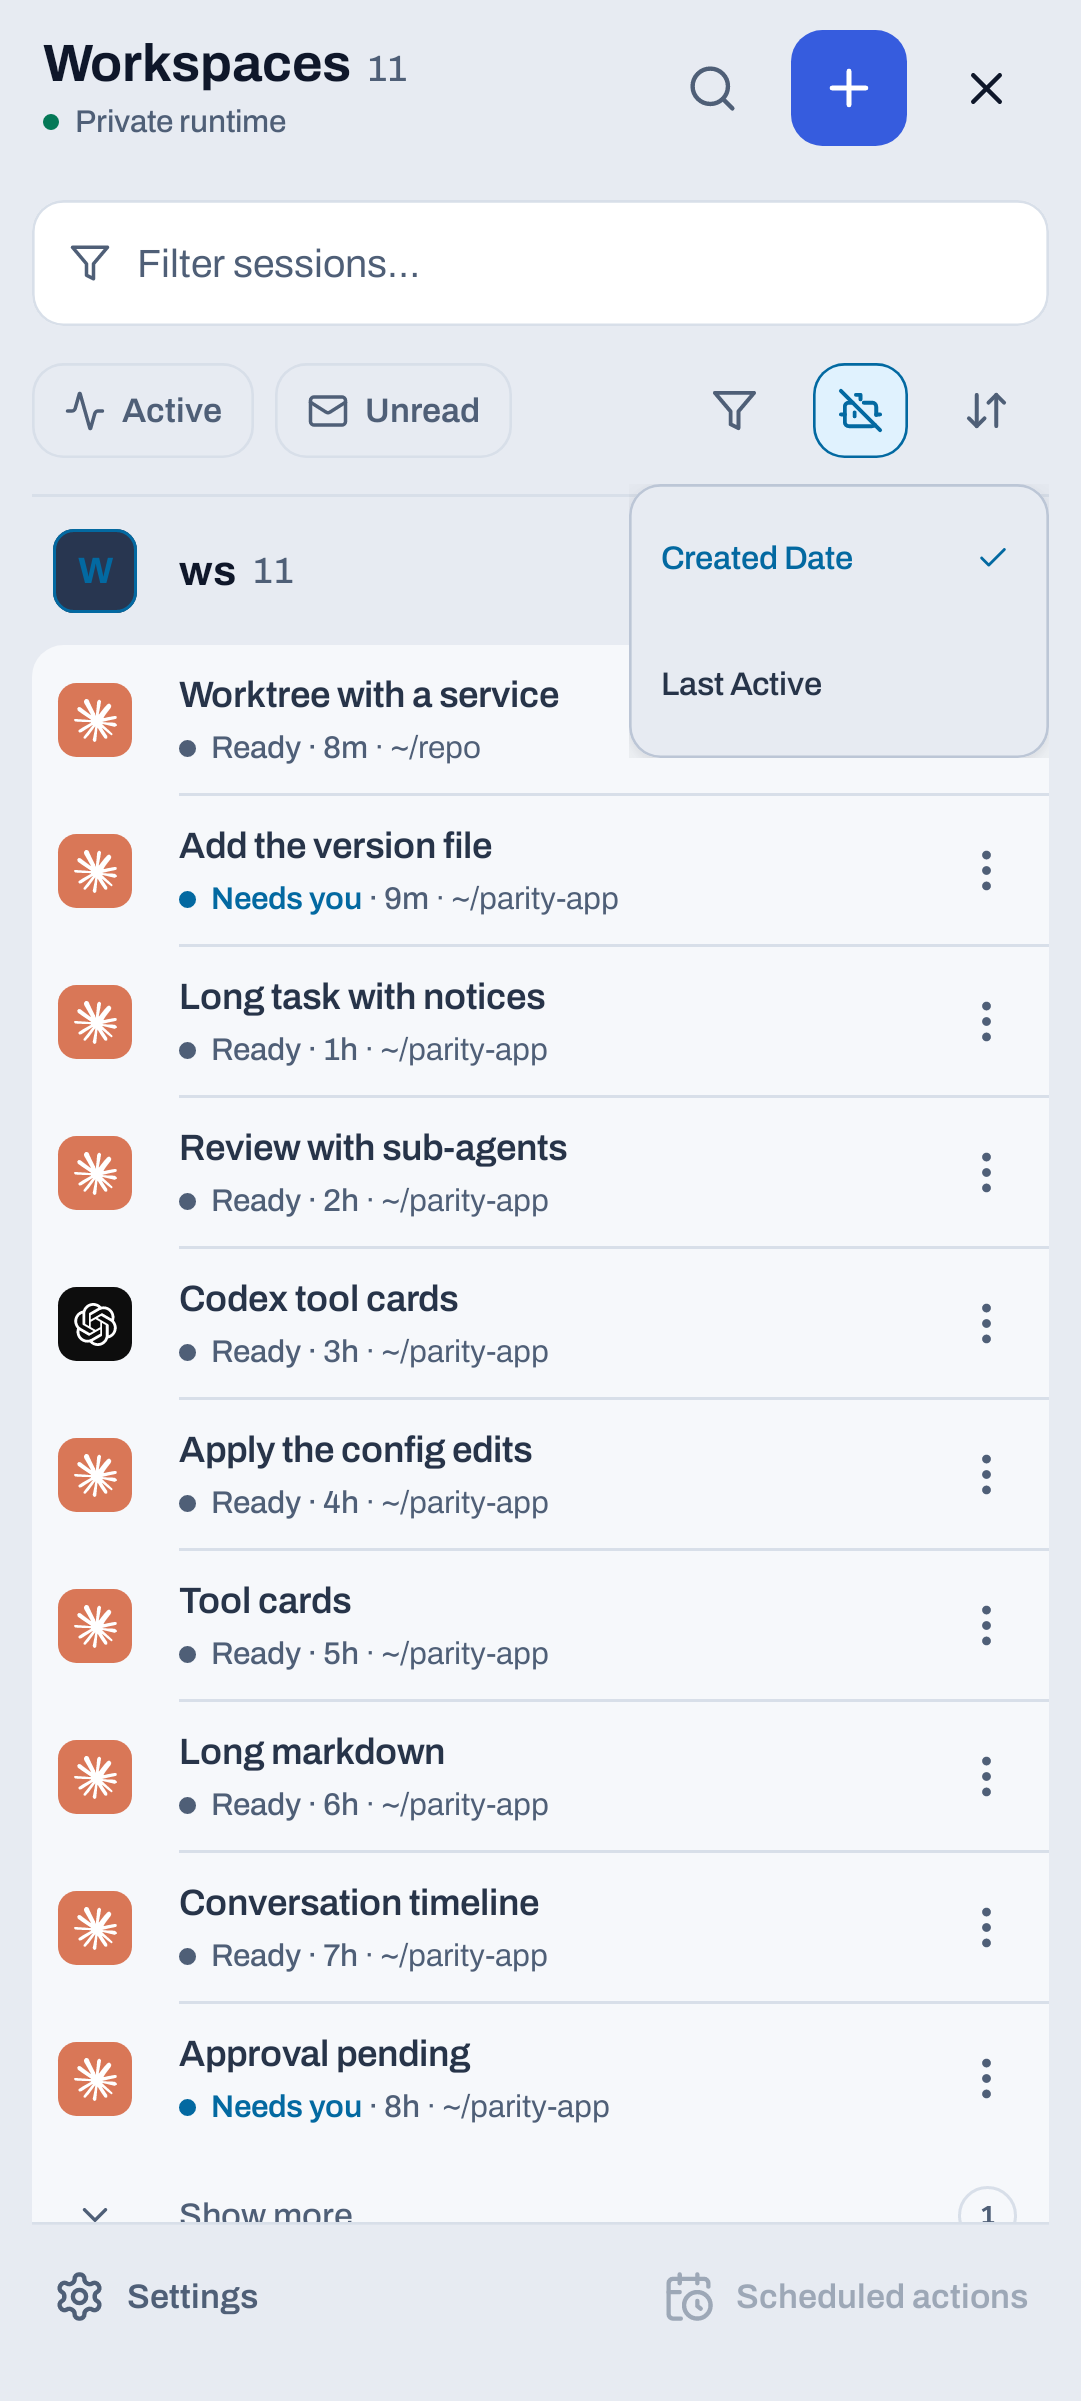 Workspaces 11
Private runtime
Filter sessions...
Active
Unread
Created Date
Last Active
W
ws 11
Worktree with a service
Ready · 8m · ~/repo
Add the version file
Needs you · 9m · ~/parity-app
Long task with notices
Ready · 1h · ~/parity-app
Review with sub-agents
Ready · 2h · ~/parity-app
Codex tool cards
Ready · 3h · ~/parity-app
Apply the config edits
Ready · 4h · ~/parity-app
Tool cards
Ready · 5h · ~/parity-app
Long markdown
Ready · 6h · ~/parity-app
Conversation timeline
Ready · 7h · ~/parity-app
Approval pending
Needs you · 8h · ~/parity-app
Show more 1
Settings
Scheduled actions